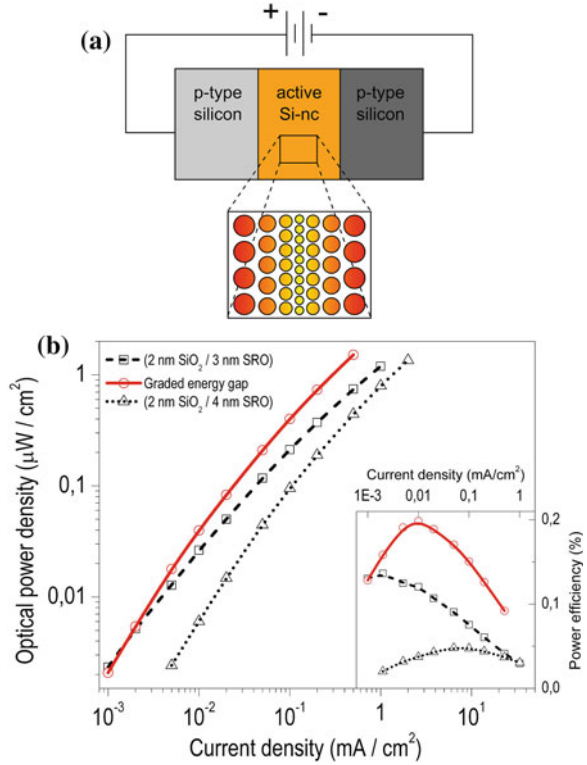 (a)
+ -
p-type silicon
active Si-nc
p-type silicon
(b)
(2 nm SiO₂ / 3 nm SRO)
Graded energy gap
(2 nm SiO₂ / 4 nm SRO)
Optical power density (μW / cm²)
1
0,1
0,01
10⁻³ 10⁻² 10⁻¹ 1 10¹
Current density (mA / cm²)
Current density (mA/cm²)
1E-3 0,01 0,1 1
0,2
0,1
0,0
Power efficiency (%)